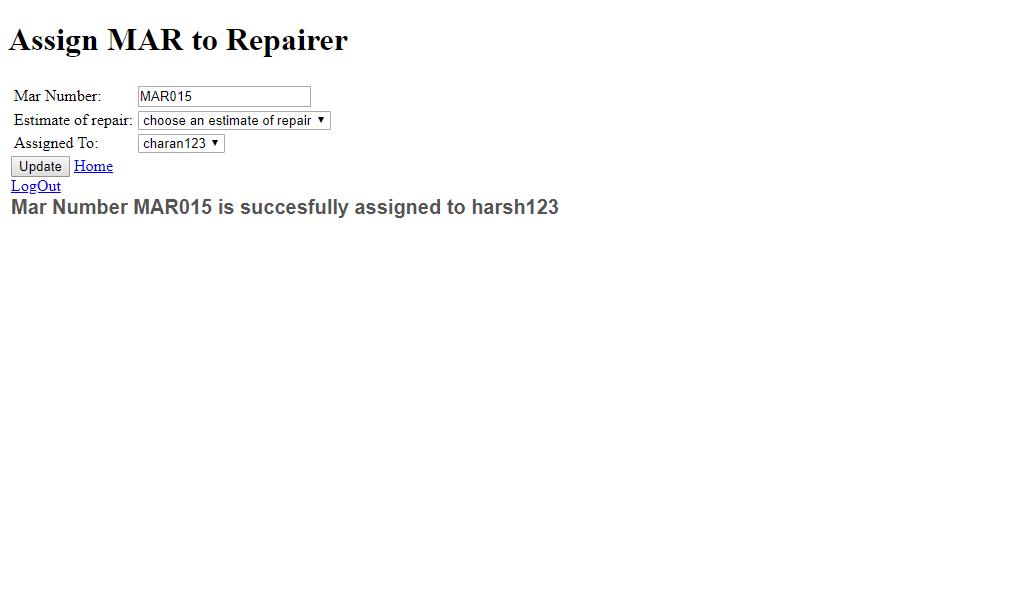 Assign MAR to Repairer
Mar Number: MAR015
Estimate of repair: choose an estimate of repair
Assigned To: charan123
Update Home
LogOut
Mar Number MAR015 is succesfully assigned to harsh123